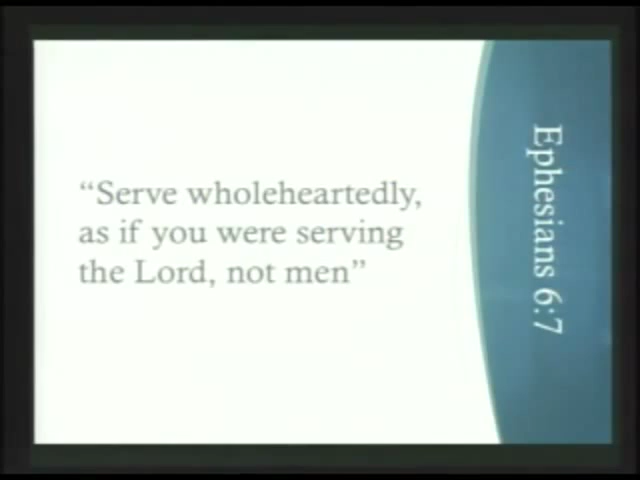 “Serve wholeheartedly,
as if you were serving
the Lord, not men”
Ephesians 6:7